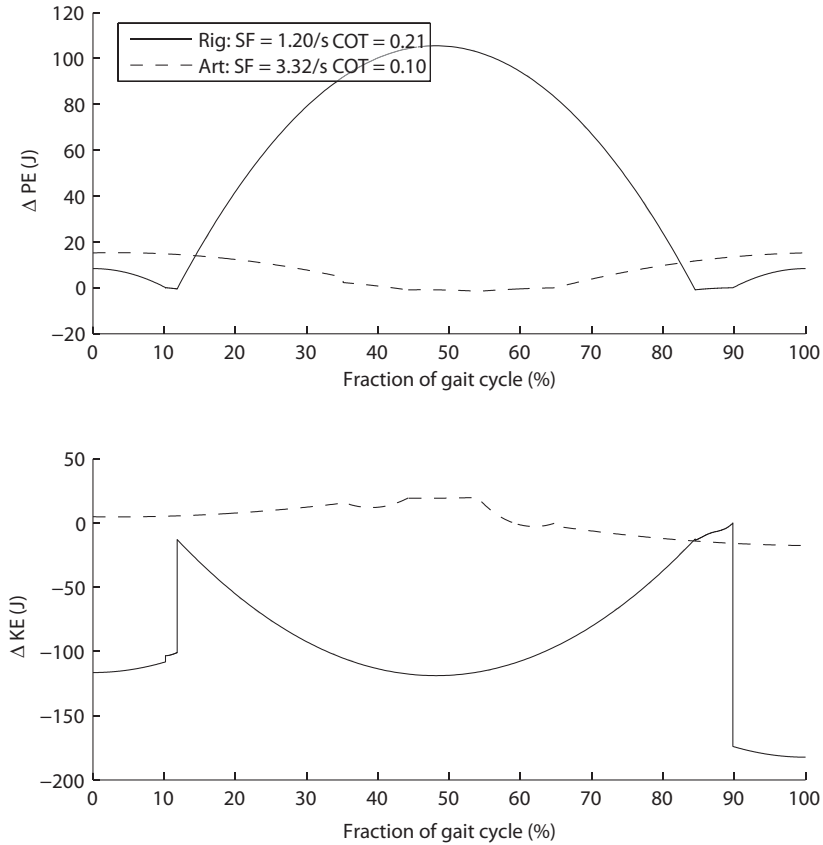 120
100
80
60
40
20
0
−20
Δ PE (J)
Rig: SF = 1.20/s COT = 0.21
Art: SF = 3.32/s COT = 0.10
0 10 20 30 40 50 60 70 80 90 100
Fraction of gait cycle (%)
50
0
−50
−100
−150
−200
Δ KE (J)
0 10 20 30 40 50 60 70 80 90 100
Fraction of gait cycle (%)